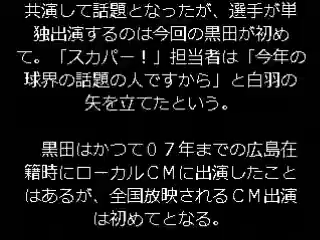 共演して話題となったが、選手が単
独出演するのは今回の黒田が初め
て。「スカパー！」担当者は「今年の
球界の話題の人ですから」と白羽の
矢を立てたという。
黒田はかつて０７年までの広島在
籍時にローカルＣＭに出演したこと
はあるが、全国放映されるＣＭ出演
は初めてとなる。